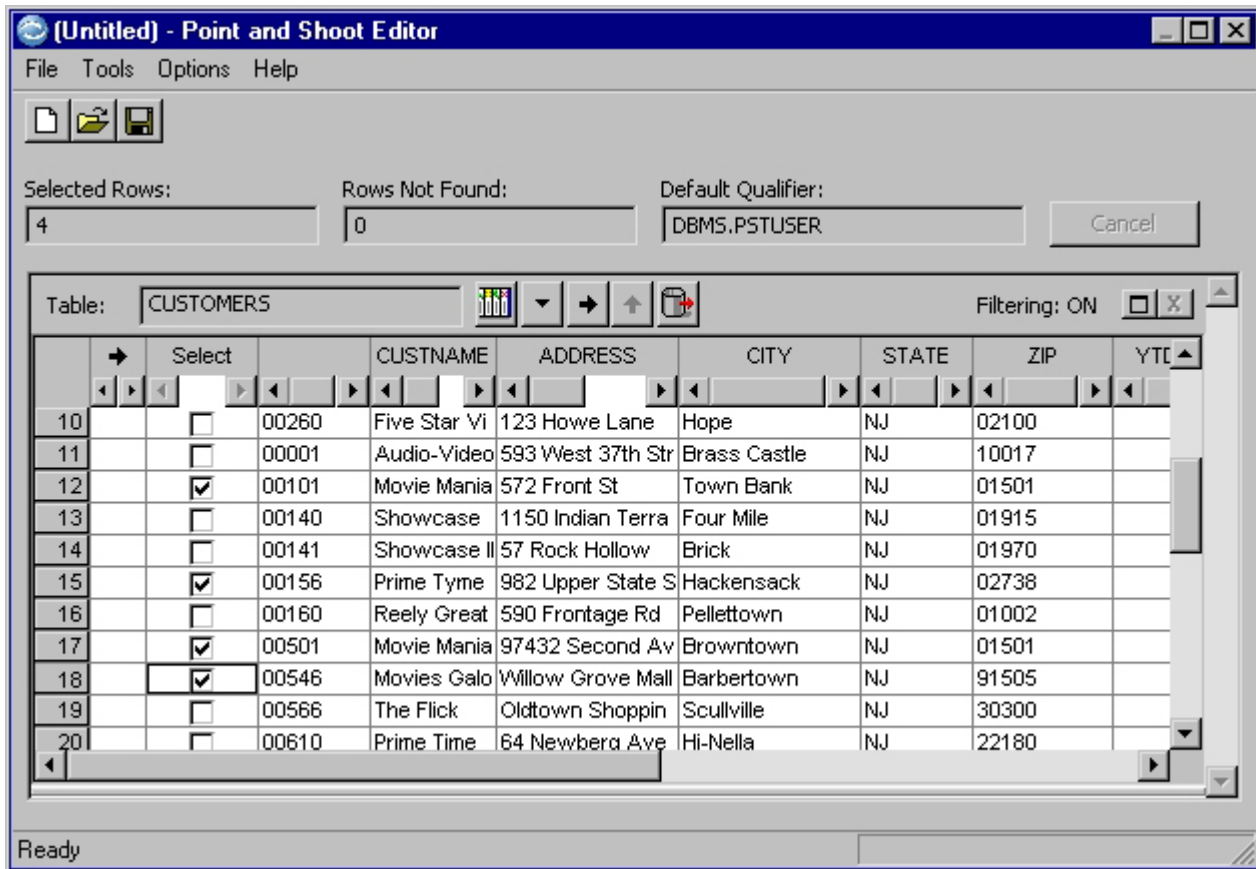 (Untitled) - Point and Shoot Editor
File Tools Options Help
Selected Rows: Rows Not Found: Default Qualifier:
4 0 DBMS.PSTUSER Cancel
Table: CUSTOMERS Filtering: ON
Select CUSTNAME ADDRESS CITY STATE ZIP YTD
10 00260 Five Star Vi 123 Howe Lane Hope NJ 02100
11 00001 Audio-Video 593 West 37th Str Brass Castle NJ 10017
12 00101 Movie Mania 572 Front St Town Bank NJ 01501
13 00140 Showcase 1150 Indian Terra Four Mile NJ 01915
14 00141 Showcase II 57 Rock Hollow Brick NJ 01970
15 00156 Prime Tyme 982 Upper State S Hackensack NJ 02738
16 00160 Reely Great 590 Frontage Rd Pellettown NJ 01002
17 00501 Movie Mania 97432 Second Av Browntown NJ 01501
18 00546 Movies Galo Willow Grove Mall Barbertown NJ 91505
19 00566 The Flick Oldtown Shoppin Scullville NJ 30300
20 00610 Prime Time 64 Newberg Ave Hi-Nella NJ 22180
Ready